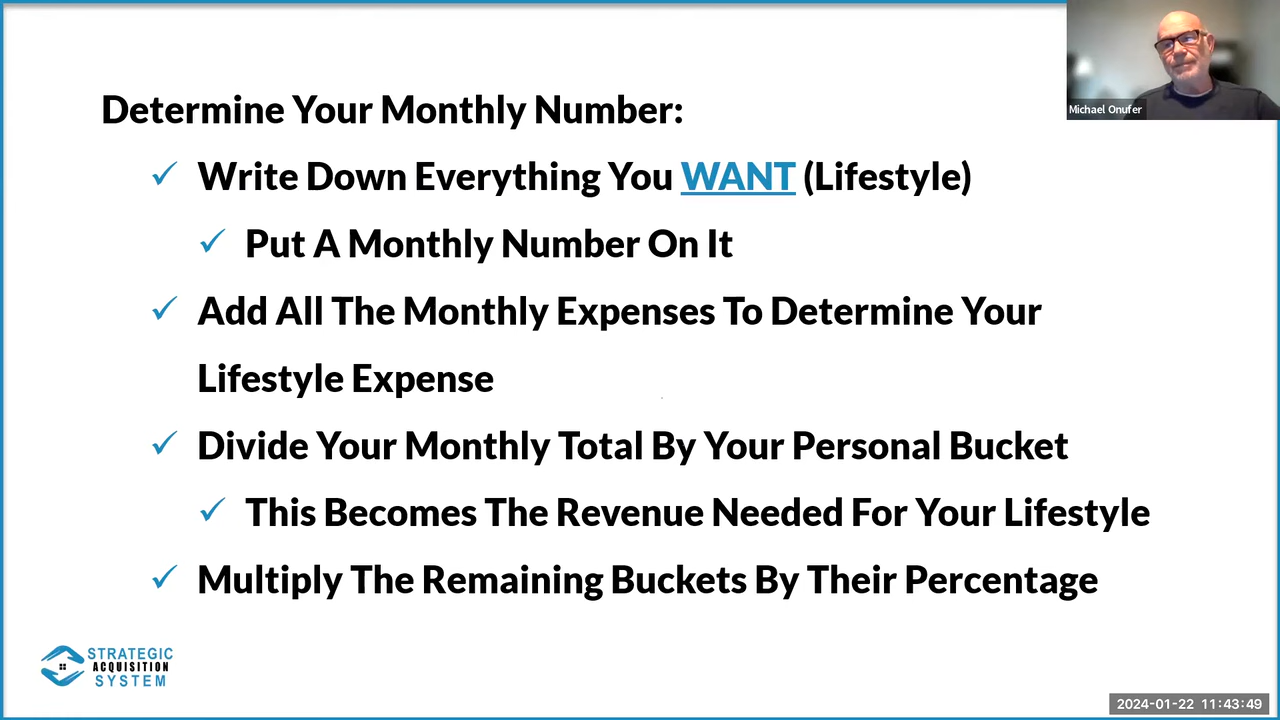 Determine Your Monthly Number:
Write Down Everything You WANT (Lifestyle)
Put A Monthly Number On It
Add All The Monthly Expenses To Determine Your
Lifestyle Expense
Divide Your Monthly Total By Your Personal Bucket
This Becomes The Revenue Needed For Your Lifestyle
Multiply The Remaining Buckets By Their Percentage
Michael Onufer
STRATEGIC
ACQUISITION
SYSTEM
2024-01-22 11:43:49